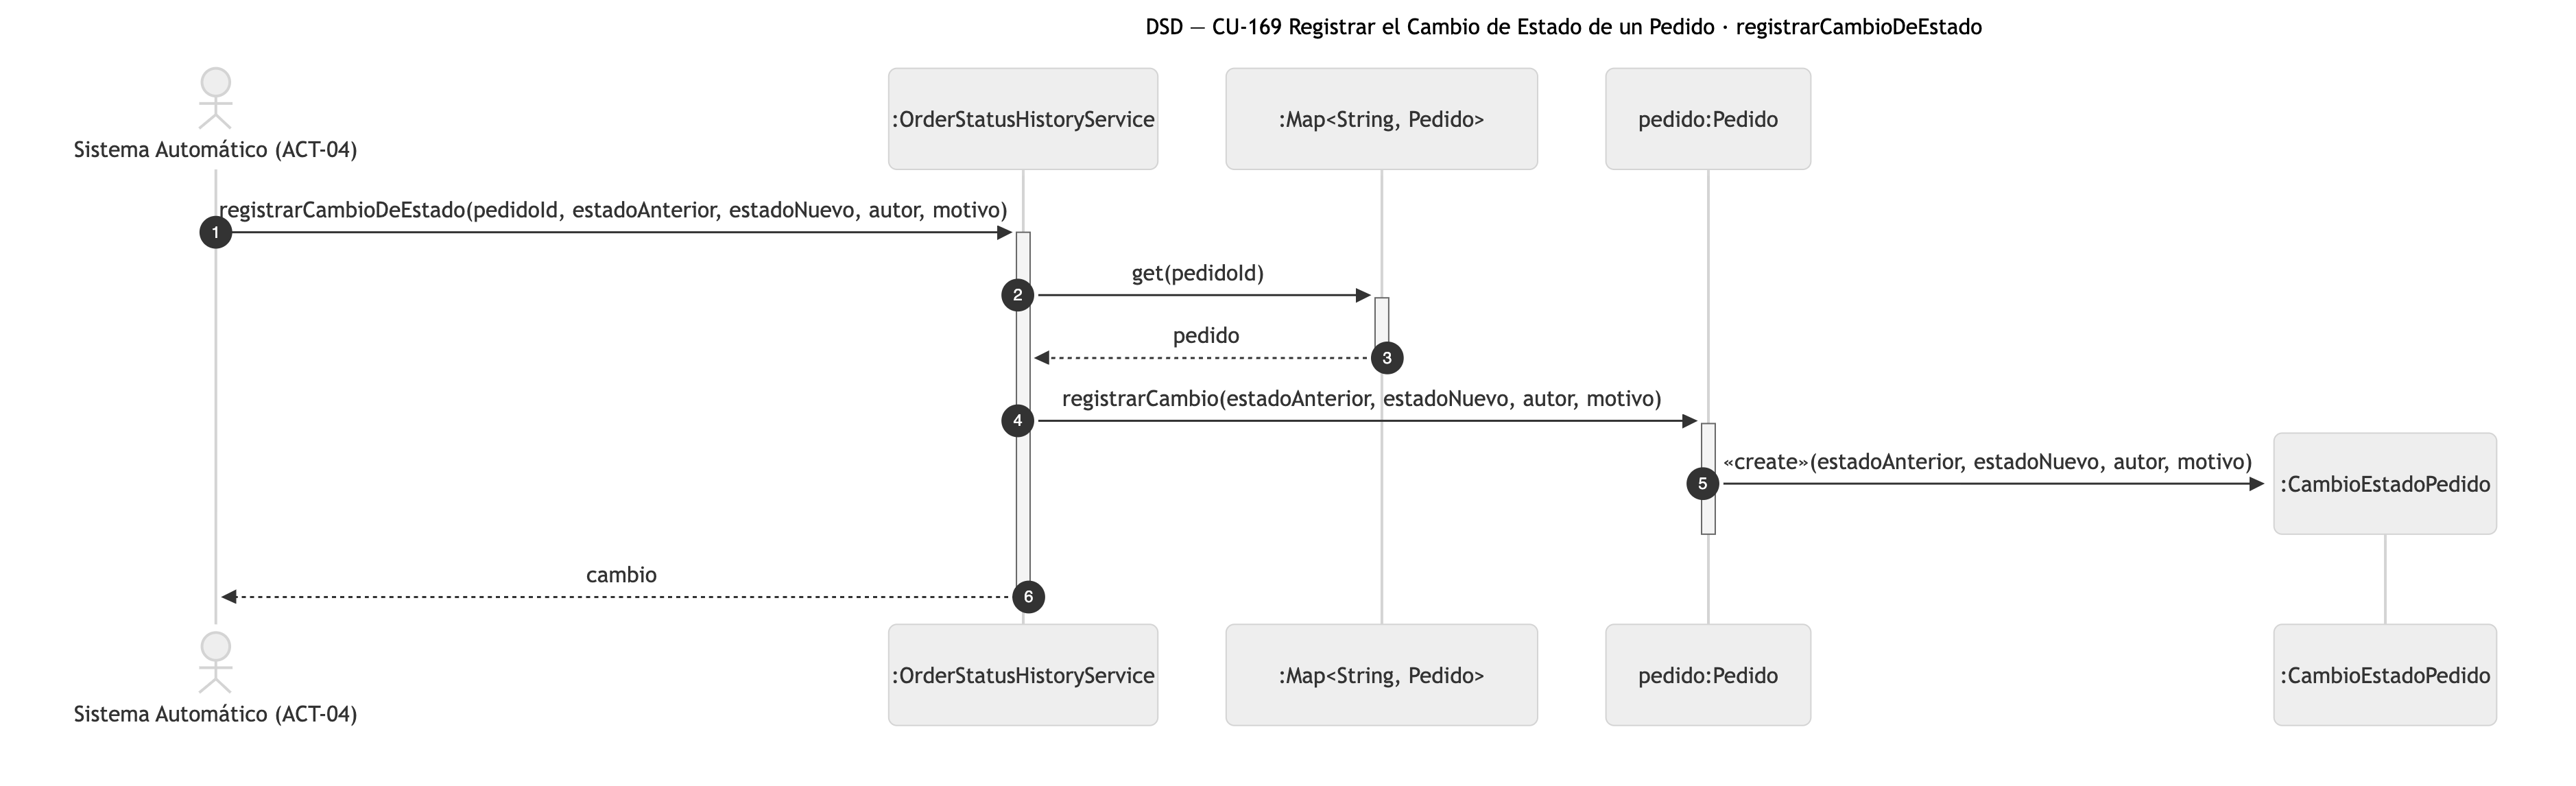 DSD — CU-169 Registrar el Cambio de Estado de un Pedido · registrarCambioDeEstado
Sistema Automático (ACT-04)
:OrderStatusHistoryService
:Map<String, Pedido>
pedido:Pedido
registrarCambioDeEstado(pedidoId, estadoAnterior, estadoNuevo, autor, motivo)
1
get(pedidoId)
2
pedido
3
registrarCambio(estadoAnterior, estadoNuevo, autor, motivo)
4
«create»(estadoAnterior, estadoNuevo, autor, motivo)
5
:CambioEstadoPedido
cambio
6
Sistema Automático (ACT-04)
:OrderStatusHistoryService
:Map<String, Pedido>
pedido:Pedido
:CambioEstadoPedido